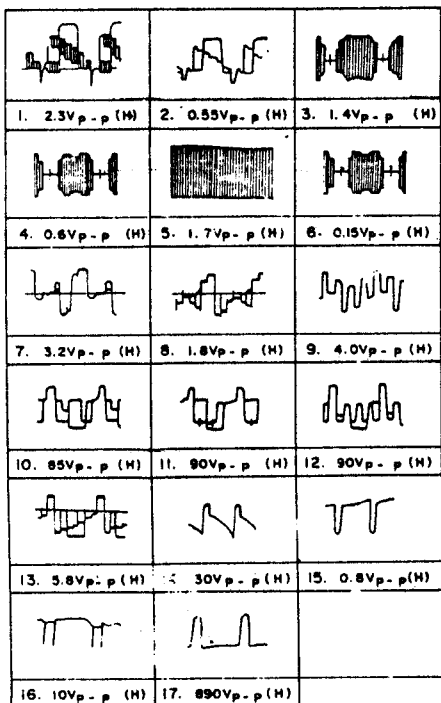 1. 2.3Vp-p (H) 2. 0.55Vp-p (H) 3. 1.4Vp-p (H)
4. 0.6Vp-p (H) 5. 1.7Vp-p (H) 6. 0.15Vp-p (H)
7. 3.2Vp-p (H) 8. 1.8Vp-p (H) 9. 4.0Vp-p (H)
10. 85Vp-p (H) 11. 90Vp-p (H) 12. 90Vp-p (H)
13. 5.8Vp-p (H) 30Vp-p (H) 15. 0.8Vp-p(H)
16. 10Vp-p (H) 17. 890Vp-p (H)